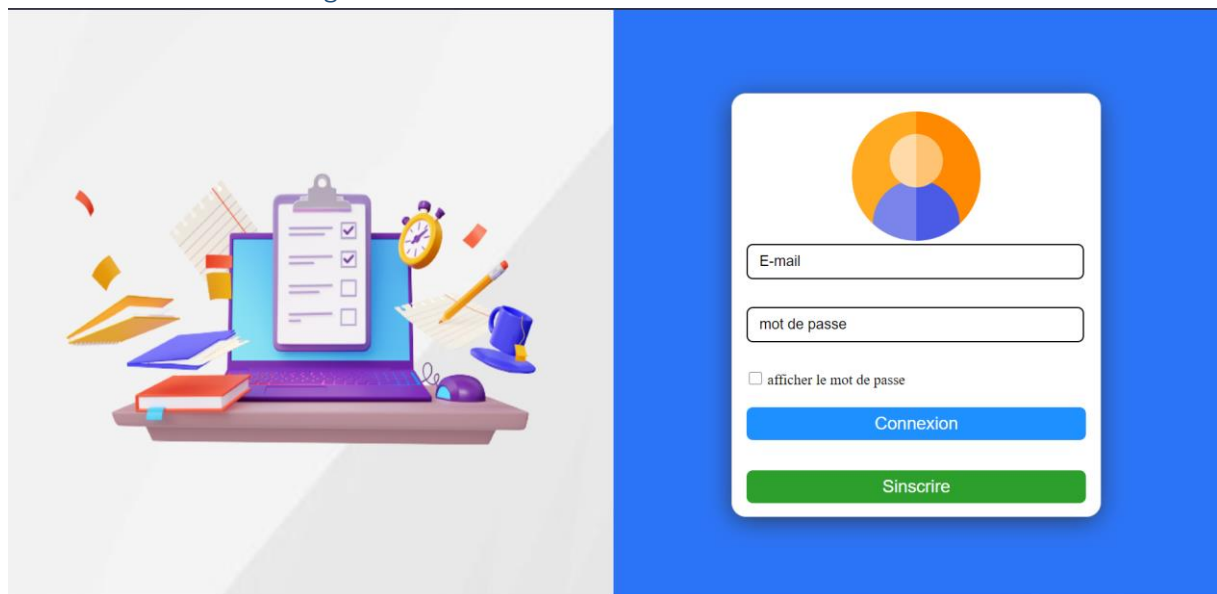 E-mail
mot de passe
afficher le mot de passe
Connexion
Sinscrire